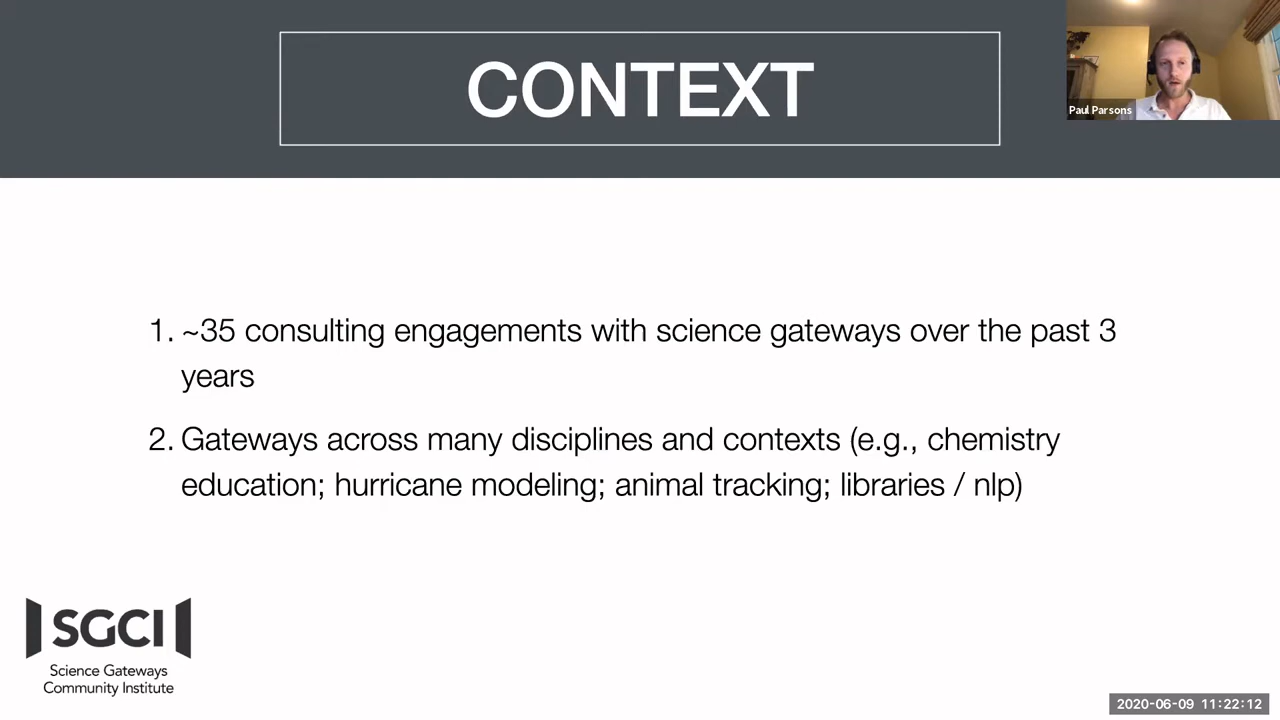 CONTEXT
Paul Parsons
1. ~35 consulting engagements with science gateways over the past 3
years
2. Gateways across many disciplines and contexts (e.g., chemistry
education; hurricane modeling; animal tracking; libraries / nlp)
SGCI
Science Gateways
Community Institute
2020-06-09 11:22:12